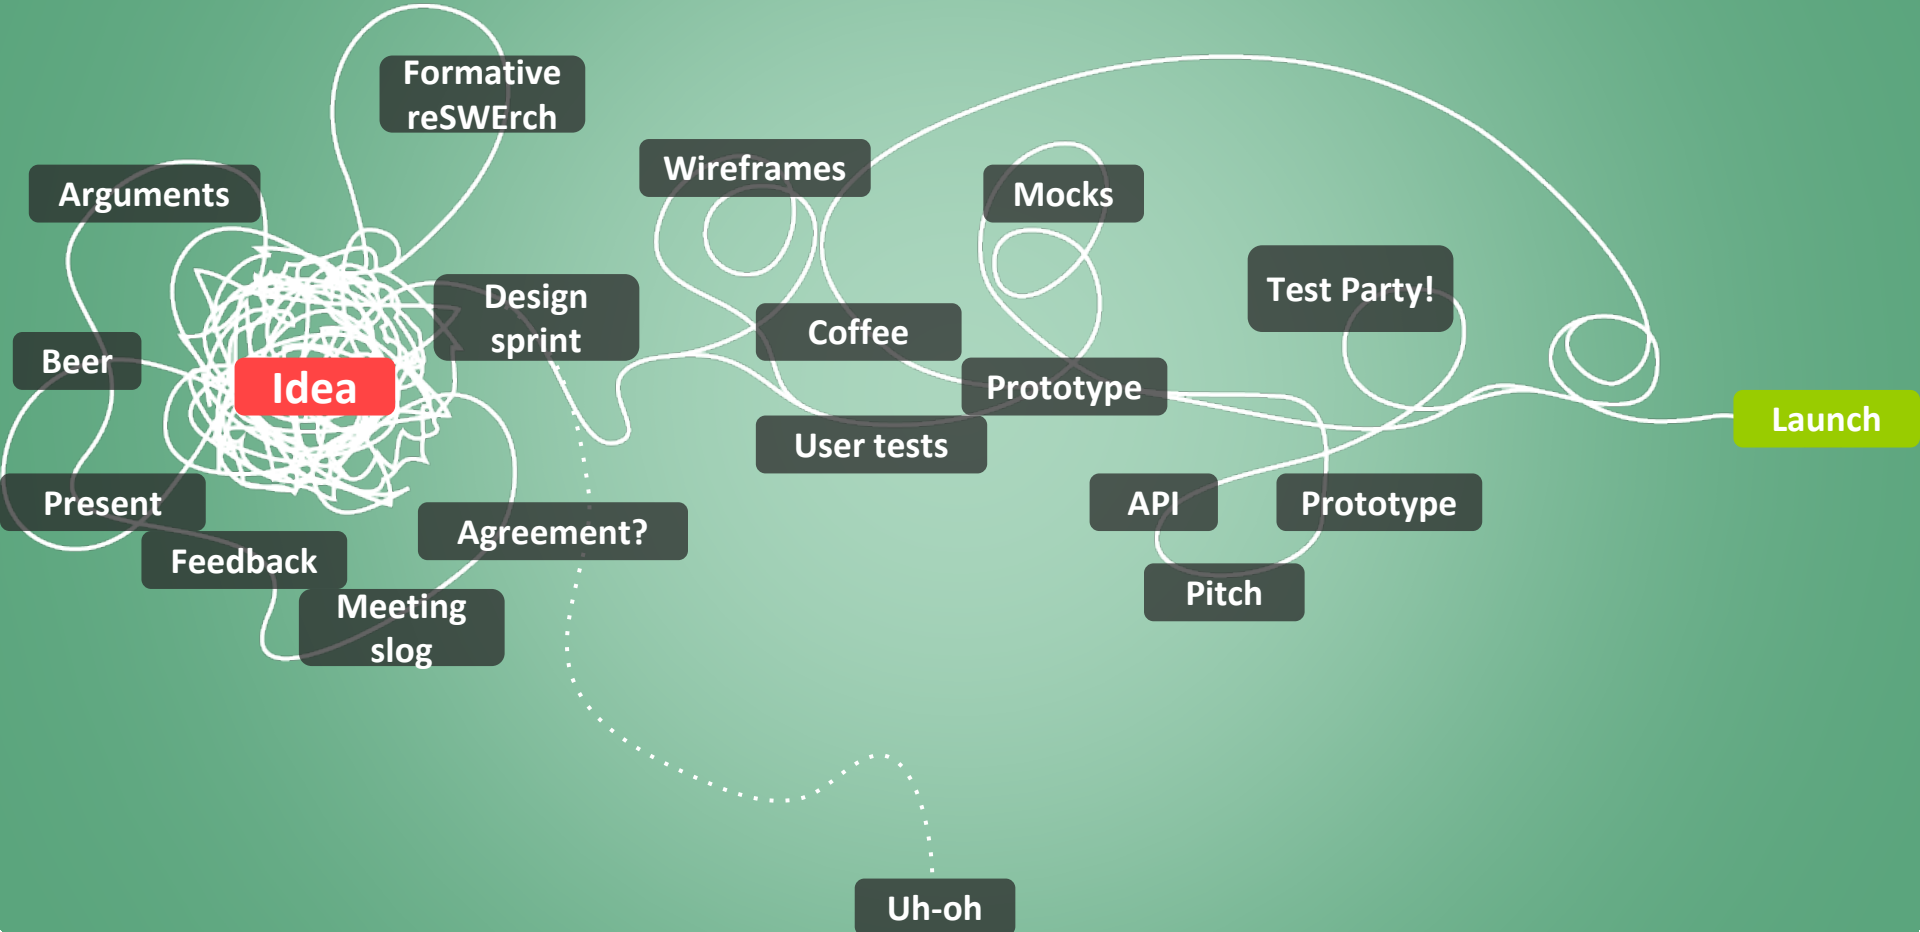 Formative
reSWErch
Arguments
Wireframes
Mocks
Test Party!
Design
sprint
Coffee
Beer
Idea
Prototype
Launch
User tests
Present
Agreement?
API
Prototype
Feedback
Meeting
slog
Pitch
Uh-oh